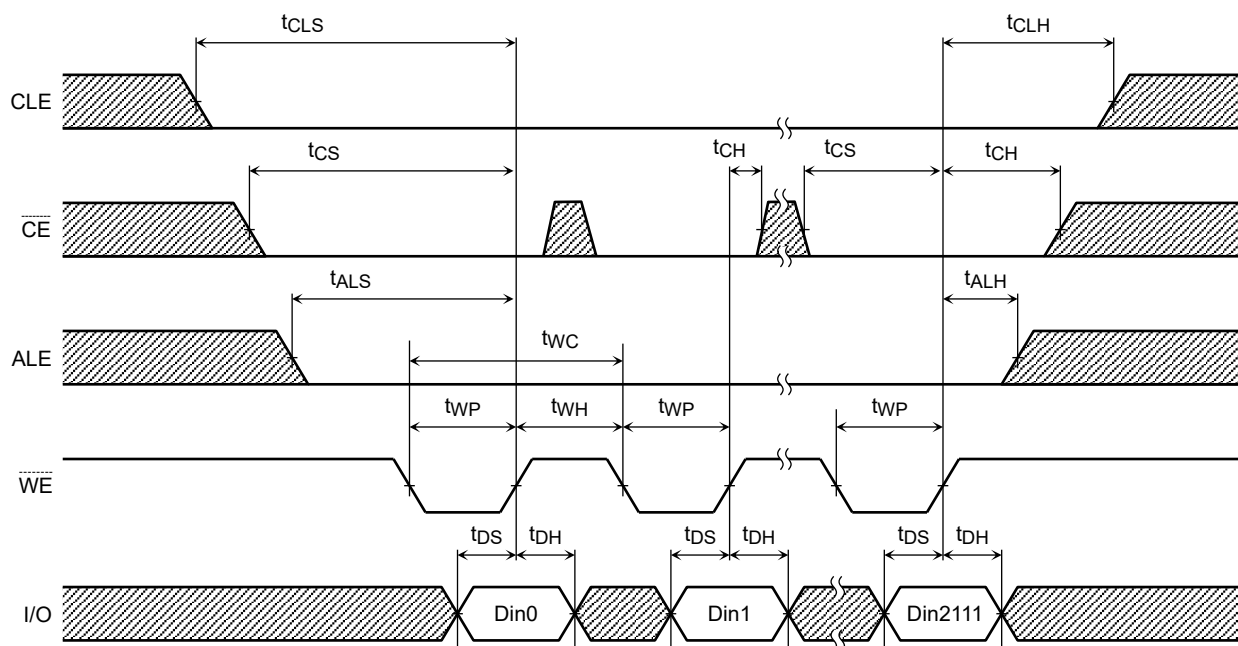 tCLS
tCLH
CLE
tCS
tCH
tCS
tCH
CE
tALS
tALH
tWC
ALE
tWP
tWH
tWP
tWP
WE
tDS
tDH
tDS
tDH
tDS
tDH
I/O
Din0
Din1
Din2111